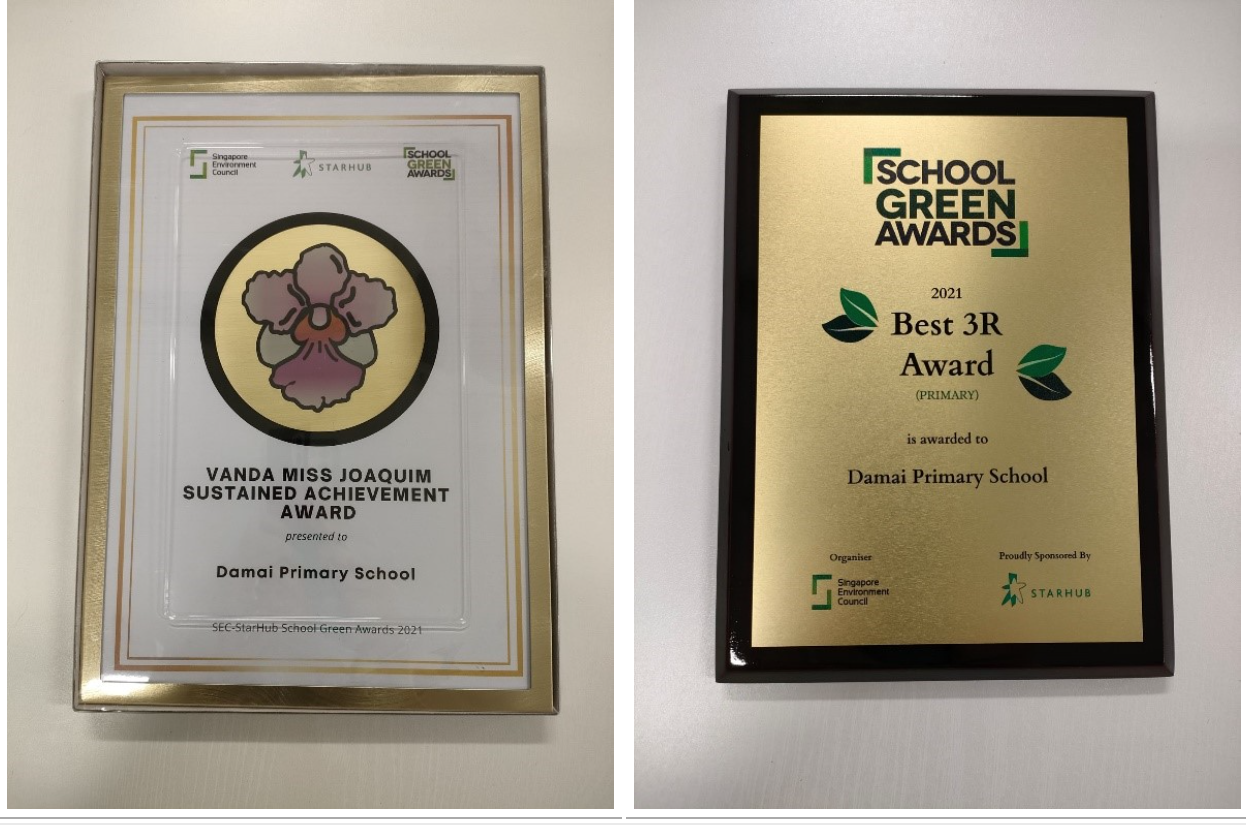 Singapore
Environment
Council
STARHUB
SCHOOL
GREEN
AWARDS
VANDA MISS JOAQUIM
SUSTAINED ACHIEVEMENT
AWARD
presented to
Damai Primary School
SEC-StarHub School Green Awards 2021
SCHOOL
GREEN
AWARDS
2021
Best 3R
Award
(PRIMARY)
is awarded to
Damai Primary School
Organiser
Singapore
Environment
Council
Proudly Sponsored By
STARHUB